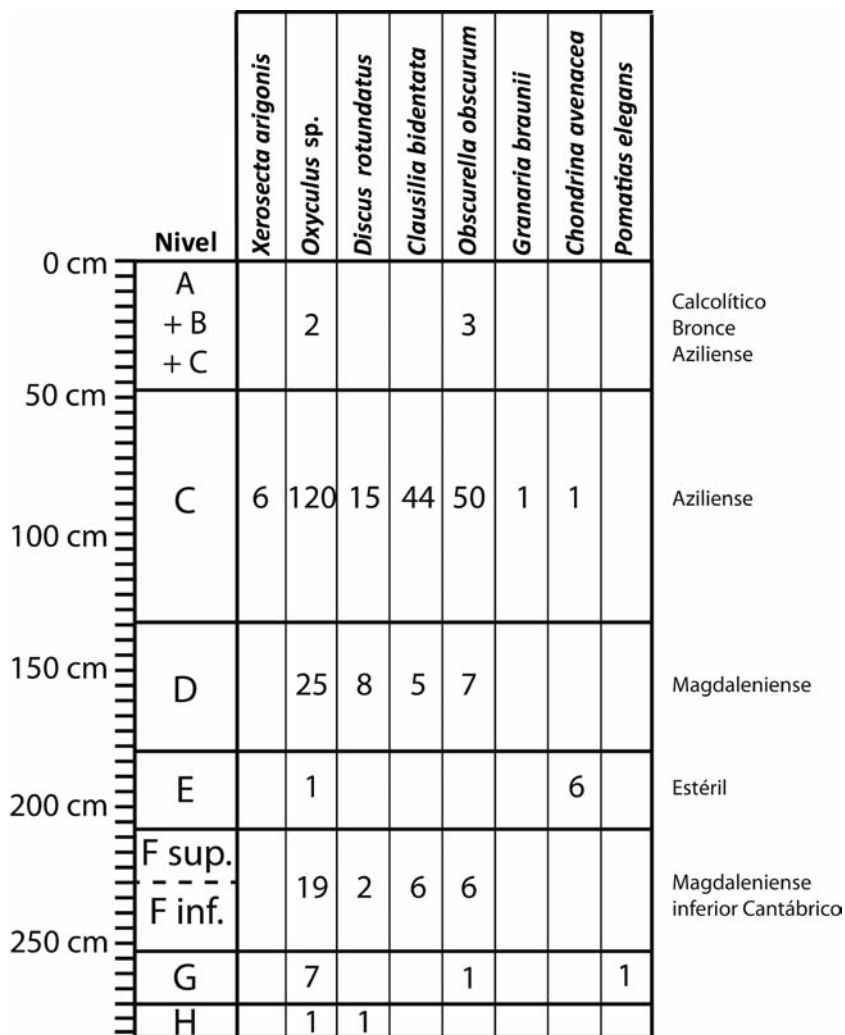 Nivel
Xerosecta arigonis
Oxyculus sp.
Discus rotundatus
Clausilia bidentata
Obscurella obscurum
Granaria braunii
Chondrina avenacea
Pomatias elegans
0 cm
A
+ B
+ C
2
3
Calcolítico
Bronce
Aziliense
50 cm
C
6 120 15 44 50 1 1
Aziliense
100 cm
150 cm
D
25 8 5 7
Magdaleniense
E
1 6
Estéril
200 cm
F sup.
F inf.
19 2 6 6
Magdaleniense
inferior Cantábrico
250 cm
G
7 1 1
H
1 1